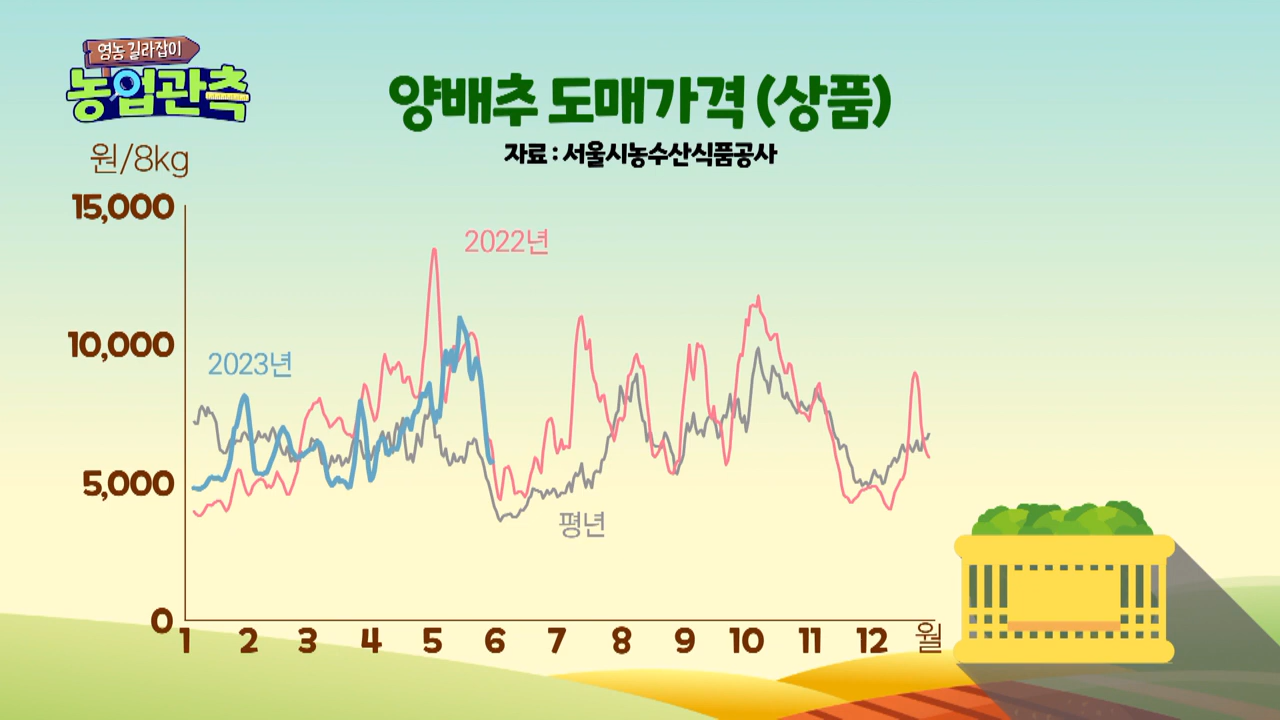 영농 길라잡이
농업관측
양배추 도매가격 (상품)
자료 : 서울시농수산식품공사
원/8kg
15,000
10,000
5,000
0
2022년
2023년
평년
1 2 3 4 5 6 7 8 9 10 11 12 월